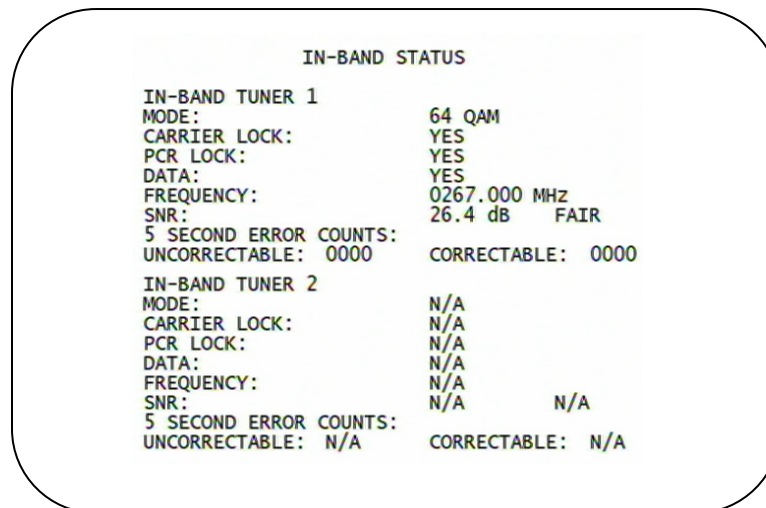 IN-BAND STATUS
IN-BAND TUNER 1
MODE: 64 QAM
CARRIER LOCK: YES
PCR LOCK: YES
DATA: YES
FREQUENCY: 0267.000 MHz
SNR: 26.4 dB FAIR
5 SECOND ERROR COUNTS:
UNCORRECTABLE: 0000 CORRECTABLE: 0000
IN-BAND TUNER 2
MODE: N/A
CARRIER LOCK: N/A
PCR LOCK: N/A
DATA: N/A
FREQUENCY: N/A
SNR: N/A N/A
5 SECOND ERROR COUNTS:
UNCORRECTABLE: N/A CORRECTABLE: N/A